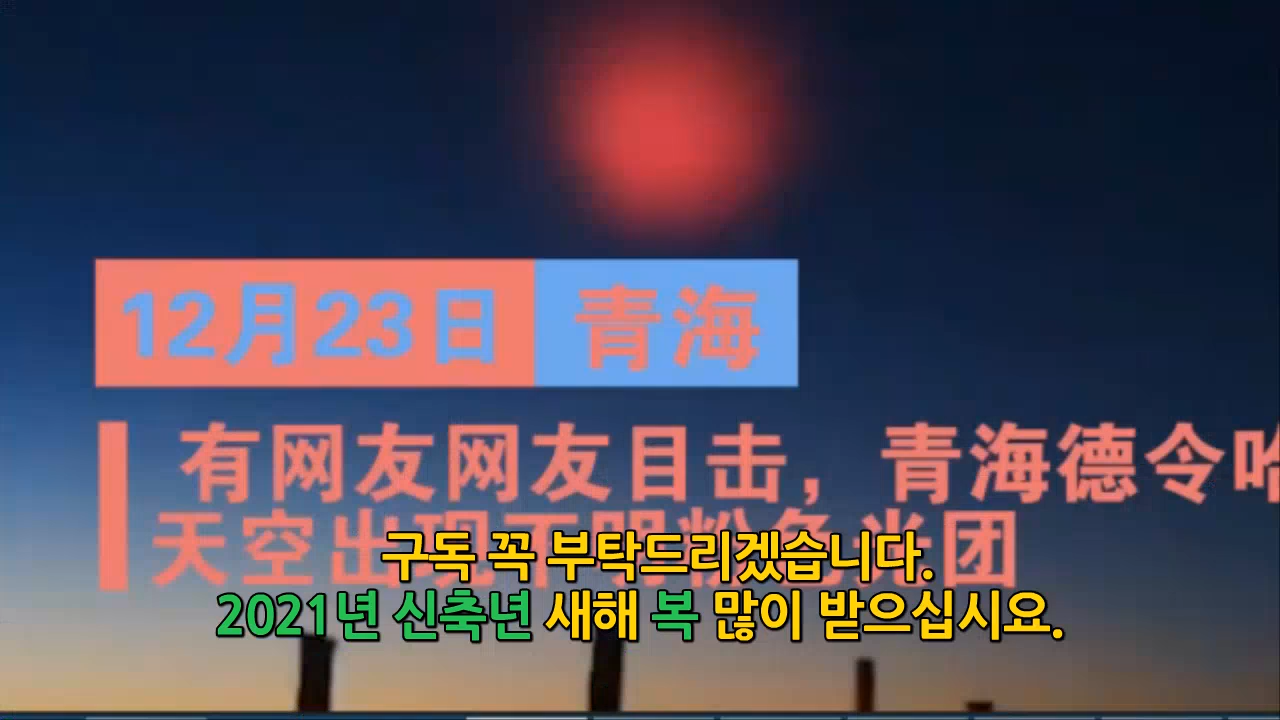 12月23日 青海
有网友网友目击，青海德令哈
天空出现不明粉色光团
구독 꼭 부탁드리겠습니다.
2021년 신축년 새해 복 많이 받으십시요.